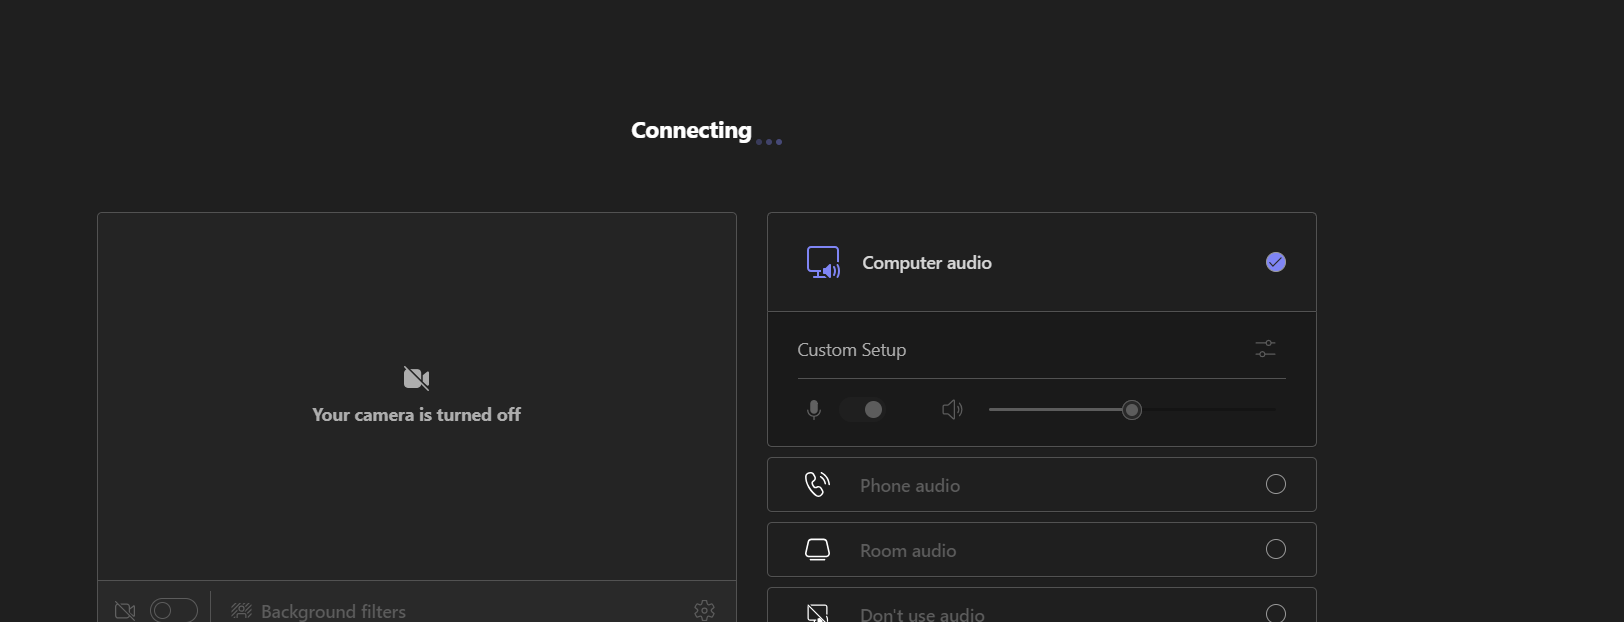 Connecting...
Your camera is turned off
Background filters
Computer audio
Custom Setup
Phone audio
Room audio
Don't use audio